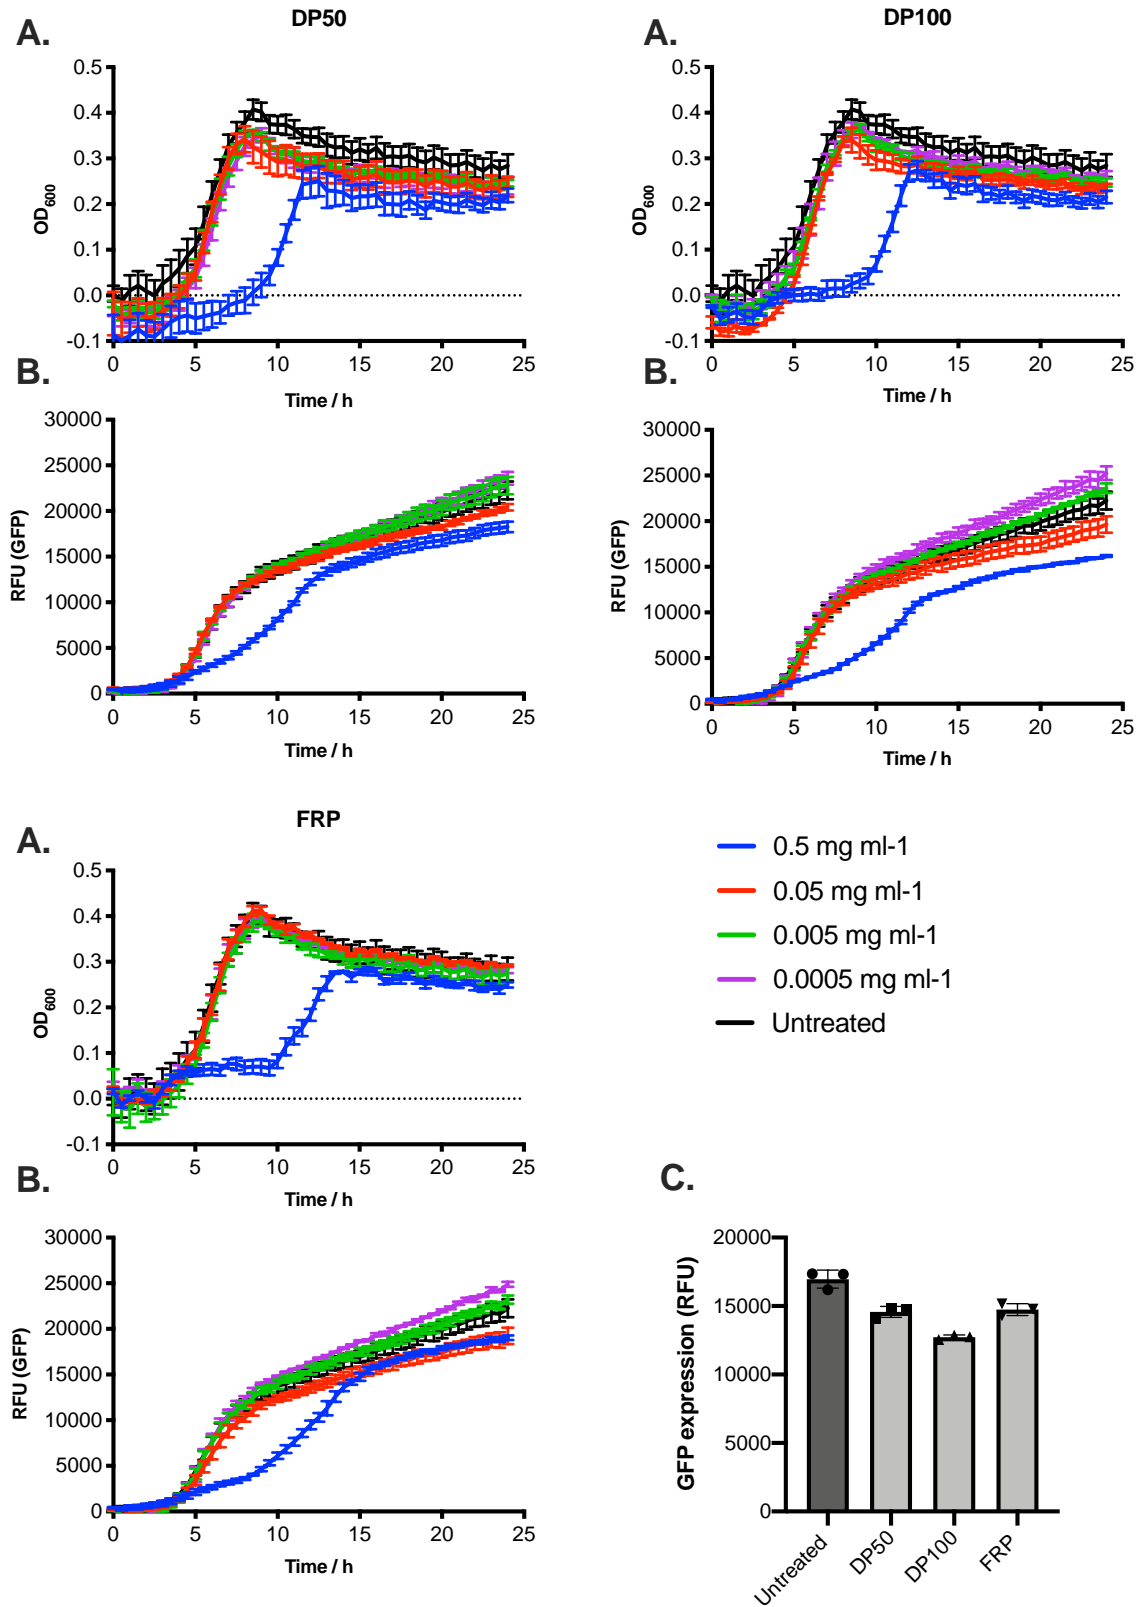 DP50
A.
0.5
0.4
0.3
0.2
0.1
0.0
-0.1
OD600
0 5 10 15 20 25
Time / h
B.
30000
25000
20000
15000
10000
5000
0
RFU (GFP)
0 5 10 15 20 25
Time / h
DP100
A.
0.5
0.4
0.3
0.2
0.1
0.0
-0.1
OD600
0 5 10 15 20 25
Time / h
B.
30000
25000
20000
15000
10000
5000
0
RFU (GFP)
0 5 10 15 20 25
Time / h
FRP
A.
0.5
0.4
0.3
0.2
0.1
0.0
-0.1
OD600
0 5 10 15 20 25
Time / h
B.
30000
25000
20000
15000
10000
5000
0
RFU (GFP)
0 5 10 15 20 25
Time / h
0.5 mg ml-1
0.05 mg ml-1
0.005 mg ml-1
0.0005 mg ml-1
Untreated
C.
20000
15000
10000
5000
0
GFP expression (RFU)
Untreated
DP50
DP100
FRP